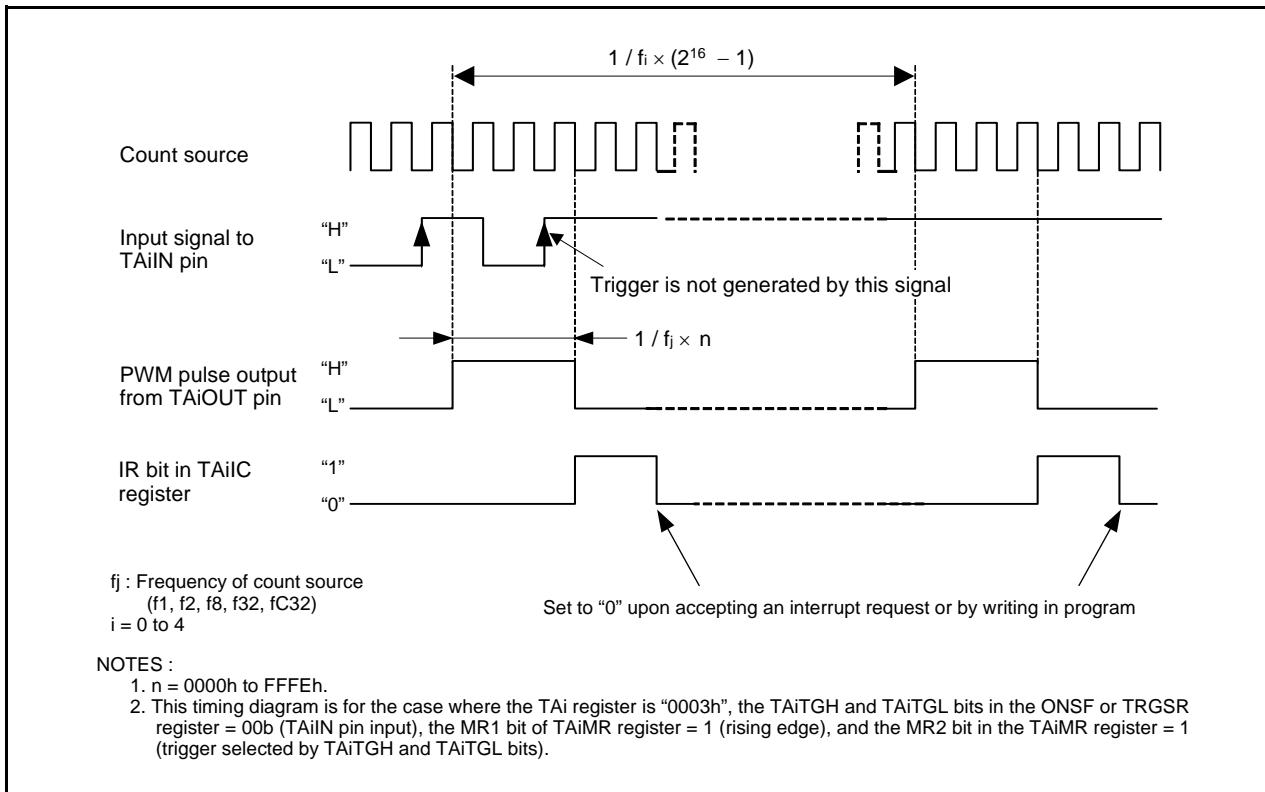 1 / fi × (2¹⁶ – 1)
Count source
Input signal to
TAiIN pin
“H”
“L”
Trigger is not generated by this signal
1 / fj × n
PWM pulse output
from TAiOUT pin
“H”
“L”
IR bit in TAiIC
register
“1”
“0”
fj : Frequency of count source
(f1, f2, f8, f32, fC32)
i = 0 to 4
Set to “0” upon accepting an interrupt request or by writing in program
NOTES :
1. n = 0000h to FFFEh.
2. This timing diagram is for the case where the TAi register is “0003h”, the TAiTGH and TAiTGL bits in the ONSF or TRGSR
register = 00b (TAiIN pin input), the MR1 bit of TAiMR register = 1 (rising edge), and the MR2 bit in the TAiMR register = 1
(trigger selected by TAiTGH and TAiTGL bits).